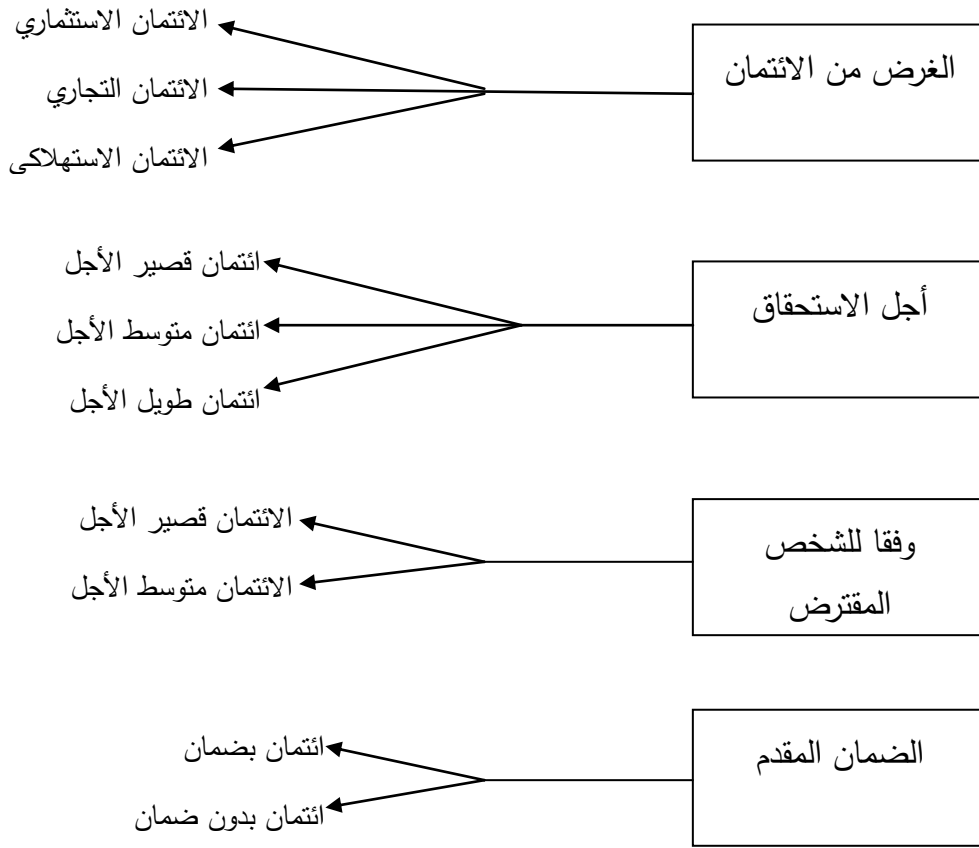 الغرض من الائتمان
الائتمان الاستثماري
الائتمان التجاري
الائتمان الاستهلاكى
أجل الاستحقاق
ائتمان قصير الأجل
ائتمان متوسط الأجل
ائتمان طويل الأجل
وفقا للشخص
المقترض
الائتمان قصير الأجل
الائتمان متوسط الأجل
الضمان المقدم
ائتمان بضمان
ائتمان بدون ضمان